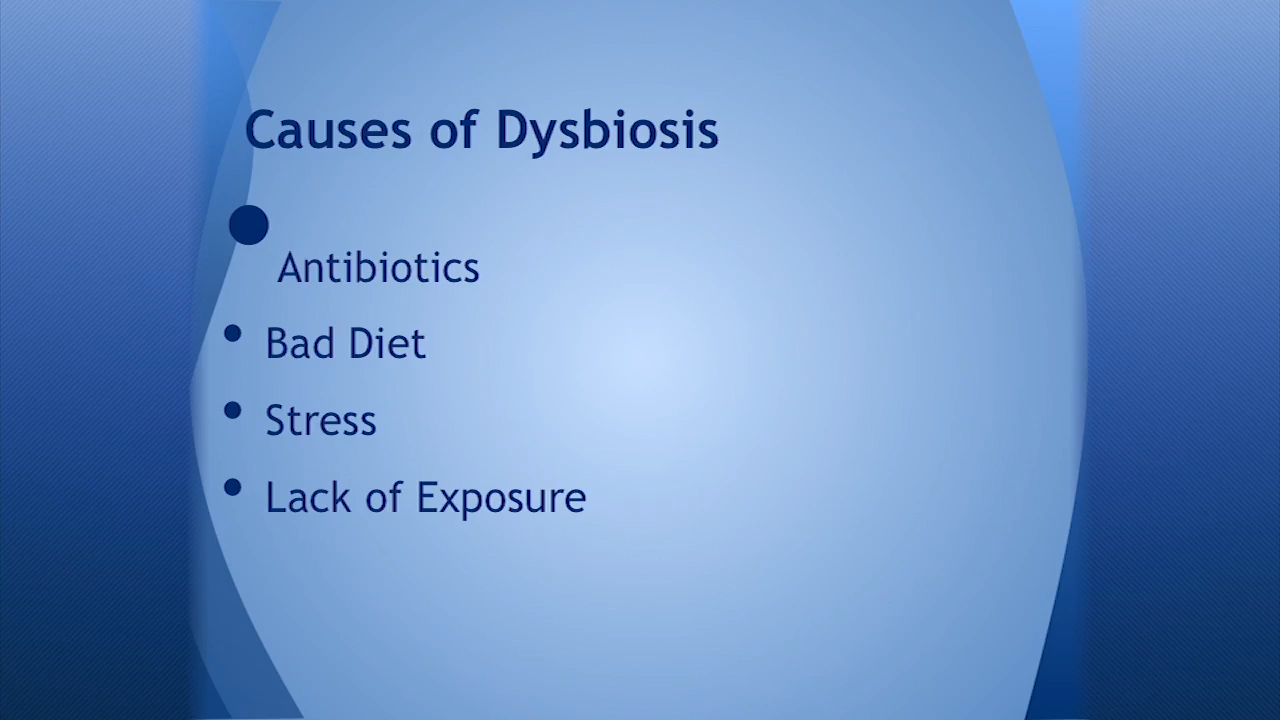 Causes of Dysbiosis
• Antibiotics
• Bad Diet
• Stress
• Lack of Exposure